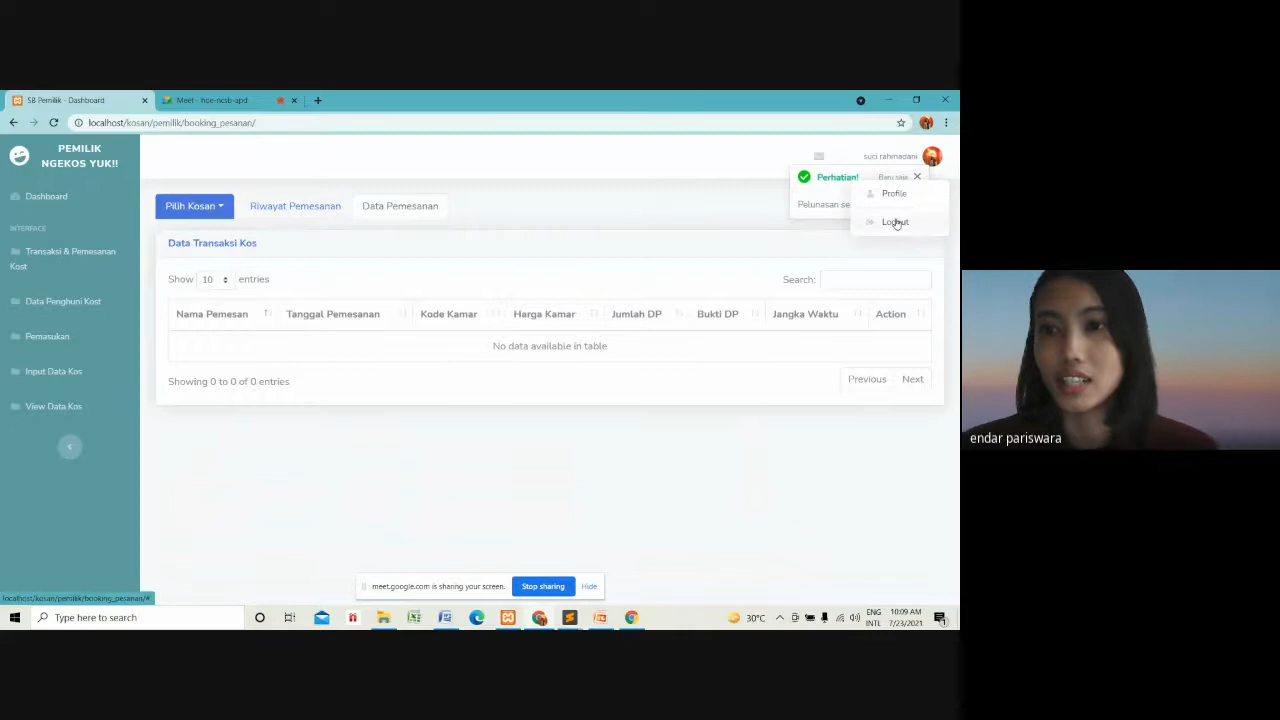 SB Pemilik - Dashboard
Meet - hpe-ncsb-apd
localhost/kosan/pemilik/booking_pesanan/
PEMILIK
NGEKOS YUK!!
Dashboard
INTERFACE
Transaksi & Pemesanan
Kost
Data Penghuni Kost
Pemasukan
Input Data Kos
View Data Kos
suci rahmadani
Perhatian!
Baru saja
Pelunasan se
Profile
Logout
Pilih Kosan
Riwayat Pemesanan
Data Pemesanan
Data Transaksi Kos
Show 10 entries
Search:
Nama Pemesan
Tanggal Pemesanan
Kode Kamar
Harga Kamar
Jumlah DP
Bukti DP
Jangka Waktu
Action
No data available in table
Showing 0 to 0 of 0 entries
Previous
Next
endar pariswara
meet.google.com is sharing your screen.
Stop sharing
Hide
localhost/kosan/pemilik/booking_pesanan/#
Type here to search
30°C
ENG
INTL
10:09 AM
7/23/2021